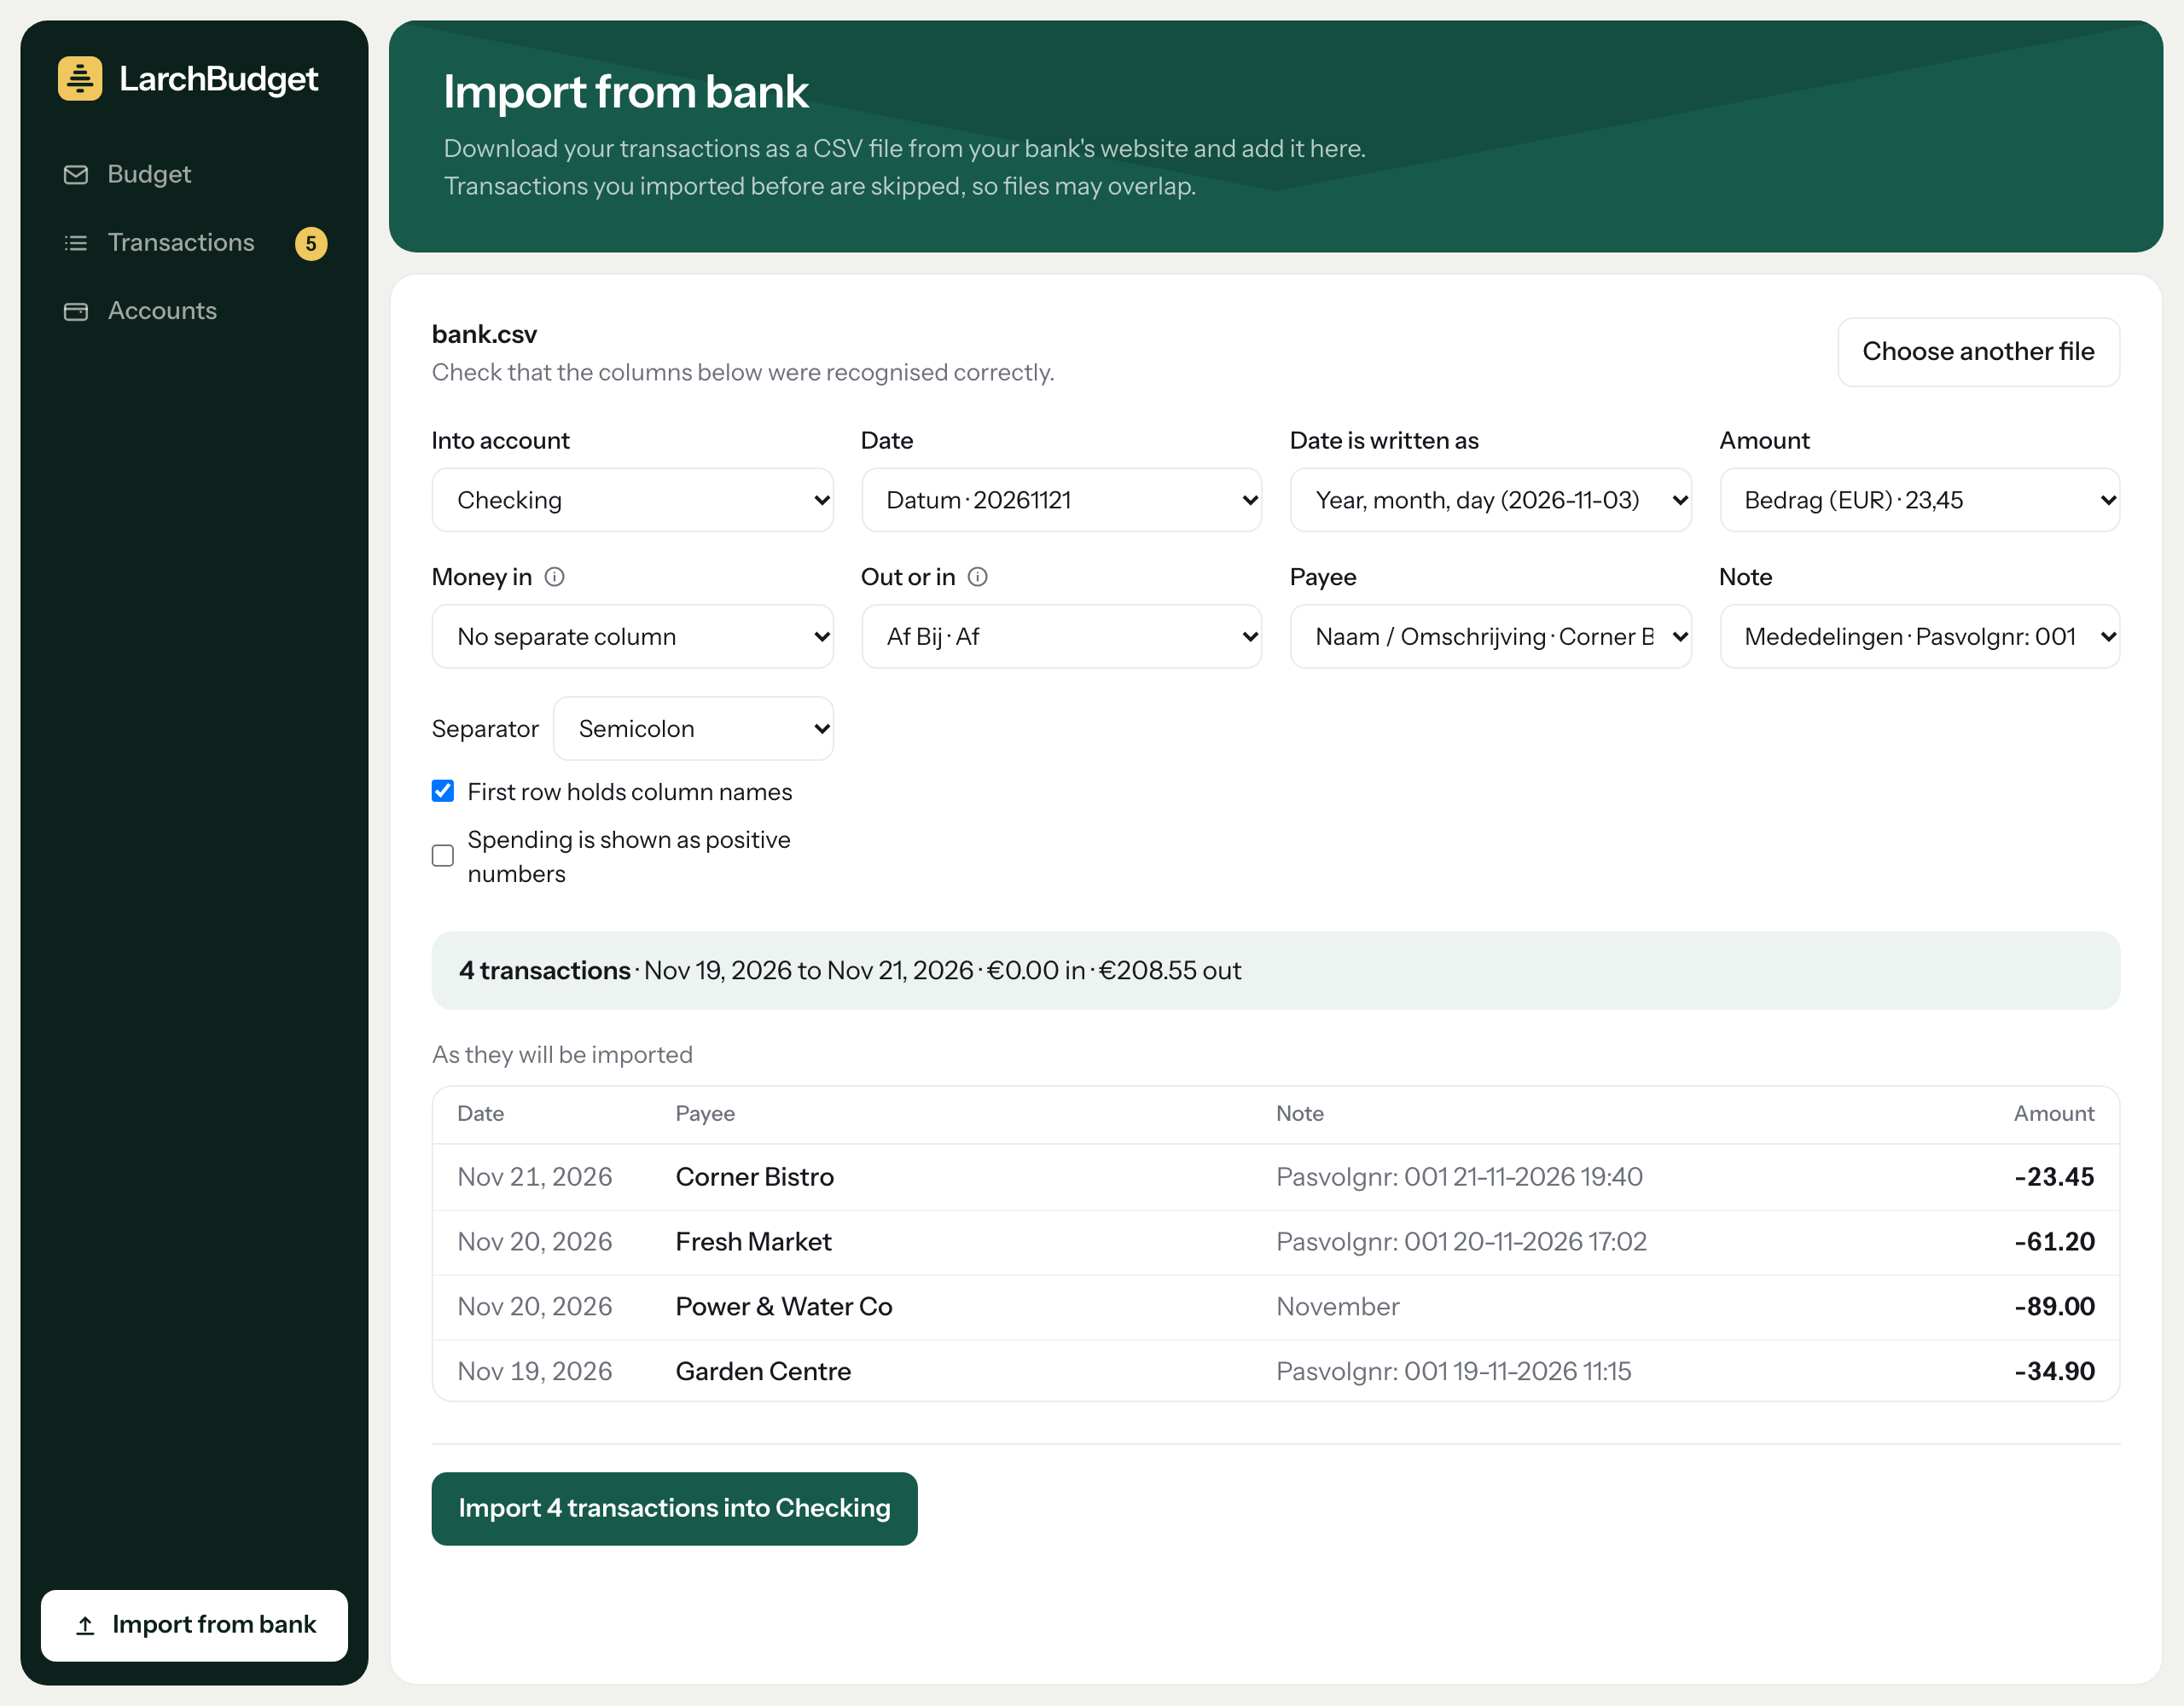 LarchBudget
Budget
Transactions 5
Accounts
Import from bank
Import from bank
Download your transactions as a CSV file from your bank's website and add it here.
Transactions you imported before are skipped, so files may overlap.
bank.csv
Check that the columns below were recognised correctly.
Choose another file
Into account
Checking
Date
Datum · 20261121
Date is written as
Year, month, day (2026-11-03)
Amount
Bedrag (EUR) · 23,45
Money in
No separate column
Out or in
Af Bij · Af
Payee
Naam / Omschrijving · Corner B
Note
Mededelingen · Pasvolgnr: 001
Separator Semicolon
First row holds column names
Spending is shown as positive
numbers
4 transactions · Nov 19, 2026 to Nov 21, 2026 · €0.00 in · €208.55 out
As they will be imported
Date Payee Note Amount
Nov 21, 2026 Corner Bistro Pasvolgnr: 001 21-11-2026 19:40 -23.45
Nov 20, 2026 Fresh Market Pasvolgnr: 001 20-11-2026 17:02 -61.20
Nov 20, 2026 Power & Water Co November -89.00
Nov 19, 2026 Garden Centre Pasvolgnr: 001 19-11-2026 11:15 -34.90
Import 4 transactions into Checking